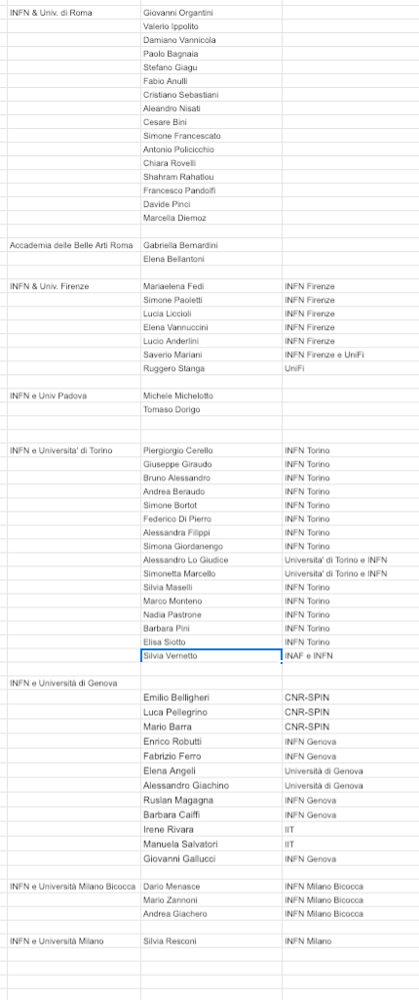 INFN & Univ. di Roma Giovanni Organtini
Valerio Ippolito
Damiano Vannicola
Paolo Bagnaia
Stefano Giagu
Fabio Anulli
Cristiano Sebastiani
Aleandro Nisati
Cesare Bini
Simone Francescato
Antonio Policicchio
Chiara Rovelli
Shahram Rahatlou
Francesco Pandolfi
Davide Pinci
Marcella Diemoz
Accademia delle Belle Arti Roma Gabriella Bernardini
Elena Bellantoni
INFN & Univ. Firenze Mariaelena Fedi INFN Firenze
Simone Paoletti INFN Firenze
Lucia Liccioli INFN Firenze
Elena Vannuccini INFN Firenze
Lucio Anderlini INFN Firenze
Saverio Mariani INFN Firenze e UniFi
Ruggero Stanga UniFi
INFN e Univ Padova Michele Michelotto
Tomaso Dorigo
INFN e Universita' di Torino Piergiorgio Cerello INFN Torino
Giuseppe Giraudo INFN Torino
Bruno Alessandro INFN Torino
Andrea Beraudo INFN Torino
Simone Bortot INFN Torino
Federico Di Pierro INFN Torino
Alessandra Filippi INFN Torino
Simona Giordanengo INFN Torino
Alessandro Lo Giudice Universita' di Torino e INFN
Simonetta Marcello Universita' di Torino e INFN
Silvia Maselli INFN Torino
Marco Monteno INFN Torino
Nadia Pastrone INFN Torino
Barbara Pini INFN Torino
Elisa Siotto INFN Torino
Silvia Vernetto INAF e INFN
INFN e Università di Genova
Emilio Belligheri CNR-SPIN
Luca Pellegrino CNR-SPIN
Mario Barra CNR-SPIN
Enrico Robutti INFN Genova
Fabrizio Ferro INFN Genova
Elena Angeli Università di Genova
Alessandro Giachino Università di Genova
Ruslan Magagna INFN Genova
Barbara Caiffi INFN Genova
Irene Rivara IIT
Manuela Salvatori IIT
Giovanni Gallucci INFN Genova
INFN e Università Milano Bicocca Dario Menasce INFN Milano Bicocca
Mario Zannoni INFN Milano Bicocca
Andrea Giachero INFN Milano Bicocca
INFN e Università Milano Silvia Resconi INFN Milano